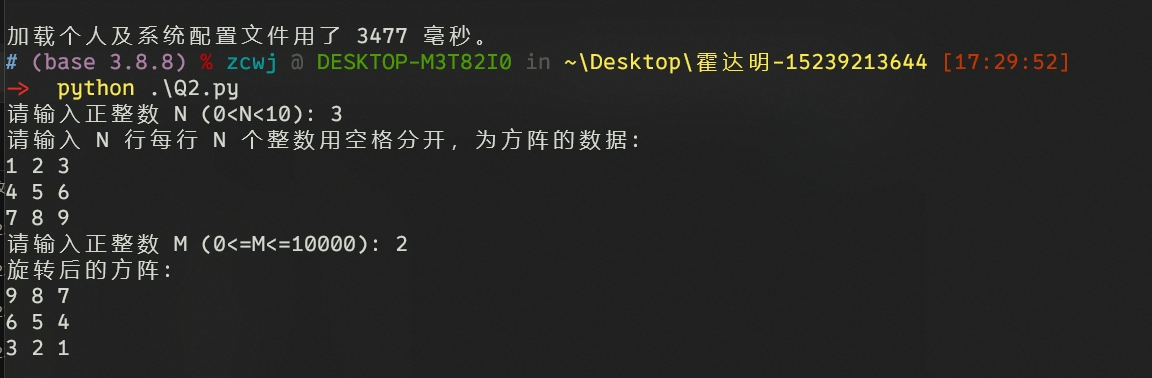 加载个人及系统配置文件用了 3477 毫秒。
# (base 3.8.8) % zcwj @ DESKTOP-M3T82I0 in ~\Desktop\霍达明-15239213644 [17:29:52]
-> python .\Q2.py
请输入正整数 N (0<N<10): 3
请输入 N 行每行 N 个整数用空格分开，为方阵的数据:
1 2 3
4 5 6
7 8 9
请输入正整数 M (0<=M<=10000): 2
旋转后的方阵:
9 8 7
6 5 4
3 2 1